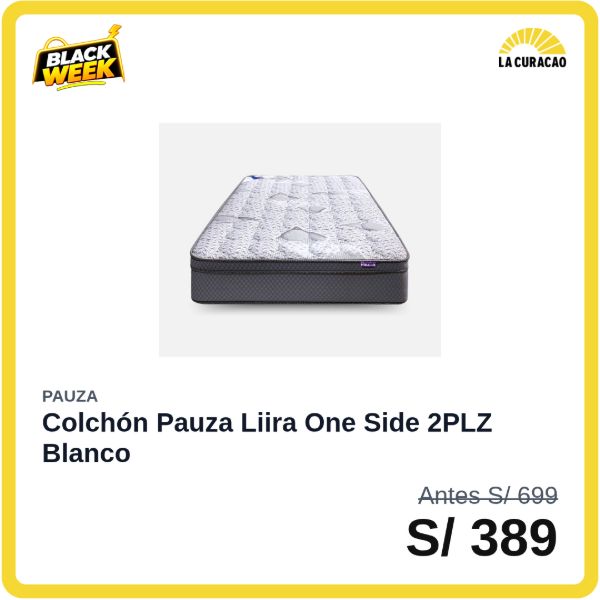 BLACK
WEEK
LA CURACAO
PAUZA
Colchón Pauza Liira One Side 2PLZ
Blanco
Antes S/ 699
S/ 389